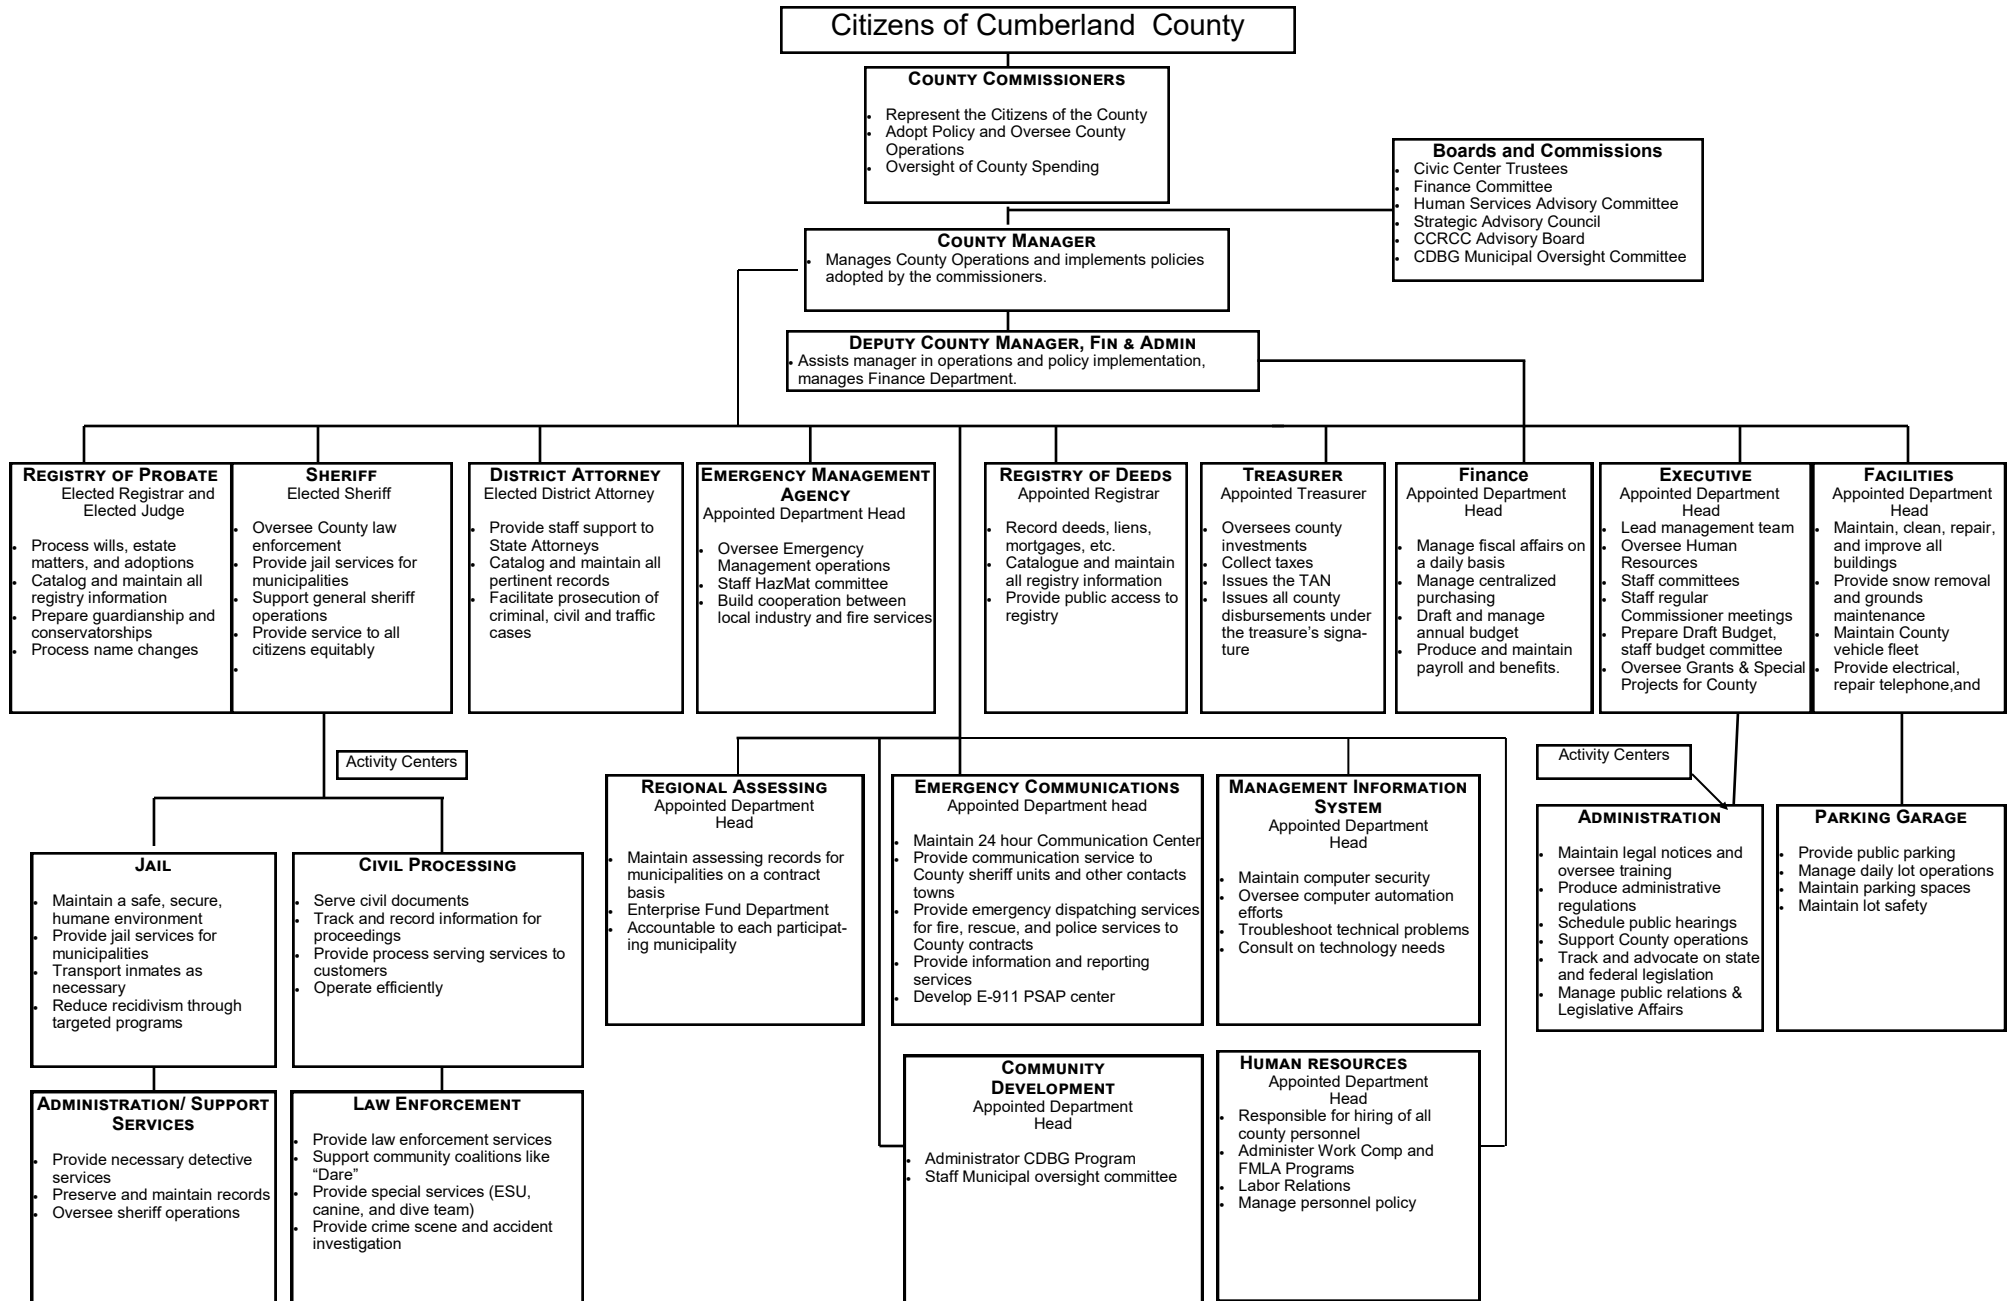 Citizens of Cumberland County
COUNTY COMMISSIONERS
• Represent the Citizens of the County
• Adopt Policy and Oversee County
Operations
• Oversight of County Spending
Boards and Commissions
• Civic Center Trustees
• Finance Committee
• Human Services Advisory Committee
• Strategic Advisory Council
• CCRCC Advisory Board
• CDBG Municipal Oversight Committee
COUNTY MANAGER
• Manages County Operations and implements policies
adopted by the commissioners.
DEPUTY COUNTY MANAGER, FIN & ADMIN
• Assists manager in operations and policy implementation,
manages Finance Department.
REGISTRY OF PROBATE
Elected Registrar and
Elected Judge
• Process wills, estate
matters, and adoptions
• Catalog and maintain all
registry information
• Prepare guardianship and
conservatorships
• Process name changes
SHERIFF
Elected Sheriff
• Oversee County law
enforcement
• Provide jail services for
municipalities
• Support general sheriff
operations
• Provide service to all
citizens equitably
•
DISTRICT ATTORNEY
Elected District Attorney
• Provide staff support to
State Attorneys
• Catalog and maintain all
pertinent records
• Facilitate prosecution of
criminal, civil and traffic
cases
EMERGENCY MANAGEMENT
AGENCY
Appointed Department Head
• Oversee Emergency
Management operations
• Staff HazMat committee
• Build cooperation between
local industry and fire services
REGISTRY OF DEEDS
Appointed Registrar
• Record deeds, liens,
mortgages, etc.
• Catalogue and maintain
all registry information
• Provide public access to
registry
TREASURER
Appointed Treasurer
• Oversees county
investments
• Collect taxes
• Issues the TAN
• Issues all county
disbursements under
the treasure’s signa-
ture
Finance
Appointed Department
Head
• Manage fiscal affairs on
a daily basis
• Manage centralized
purchasing
• Draft and manage
annual budget
• Produce and maintain
payroll and benefits.
EXECUTIVE
Appointed Department
Head
• Lead management team
• Oversee Human
Resources
• Staff committees
• Staff regular
Commissioner meetings
• Prepare Draft Budget,
staff budget committee
• Oversee Grants & Special
Projects for County
FACILITIES
Appointed Department
Head
• Maintain, clean, repair,
and improve all
buildings
• Provide snow removal
and grounds
maintenance
• Maintain County
vehicle fleet
• Provide electrical,
repair telephone,and
Activity Centers
JAIL
• Maintain a safe, secure,
humane environment
• Provide jail services for
municipalities
• Transport inmates as
necessary
• Reduce recidivism through
targeted programs
CIVIL PROCESSING
• Serve civil documents
• Track and record information for
proceedings
• Provide process serving services to
customers
• Operate efficiently
ADMINISTRATION/ SUPPORT
SERVICES
• Provide necessary detective
services
• Preserve and maintain records
• Oversee sheriff operations
LAW ENFORCEMENT
• Provide law enforcement services
• Support community coalitions like
“Dare”
• Provide special services (ESU,
canine, and dive team)
• Provide crime scene and accident
investigation
REGIONAL ASSESSING
Appointed Department
Head
• Maintain assessing records for
municipalities on a contract
basis
• Enterprise Fund Department
• Accountable to each participat-
ing municipality
EMERGENCY COMMUNICATIONS
Appointed Department head
• Maintain 24 hour Communication Center
• Provide communication service to
County sheriff units and other contacts
towns
• Provide emergency dispatching services
for fire, rescue, and police services to
County contracts
• Provide information and reporting
services
• Develop E-911 PSAP center
MANAGEMENT INFORMATION
SYSTEM
Appointed Department
Head
• Maintain computer security
• Oversee computer automation
efforts
• Troubleshoot technical problems
• Consult on technology needs
COMMUNITY
DEVELOPMENT
Appointed Department
Head
• Administrator CDBG Program
• Staff Municipal oversight committee
HUMAN RESOURCES
Appointed Department
Head
• Responsible for hiring of all
county personnel
• Administer Work Comp and
FMLA Programs
• Labor Relations
• Manage personnel policy
Activity Centers
ADMINISTRATION
• Maintain legal notices and
oversee training
• Produce administrative
regulations
• Schedule public hearings
• Support County operations
• Track and advocate on state
and federal legislation
• Manage public relations &
Legislative Affairs
PARKING GARAGE
• Provide public parking
• Manage daily lot operations
• Maintain parking spaces
• Maintain lot safety